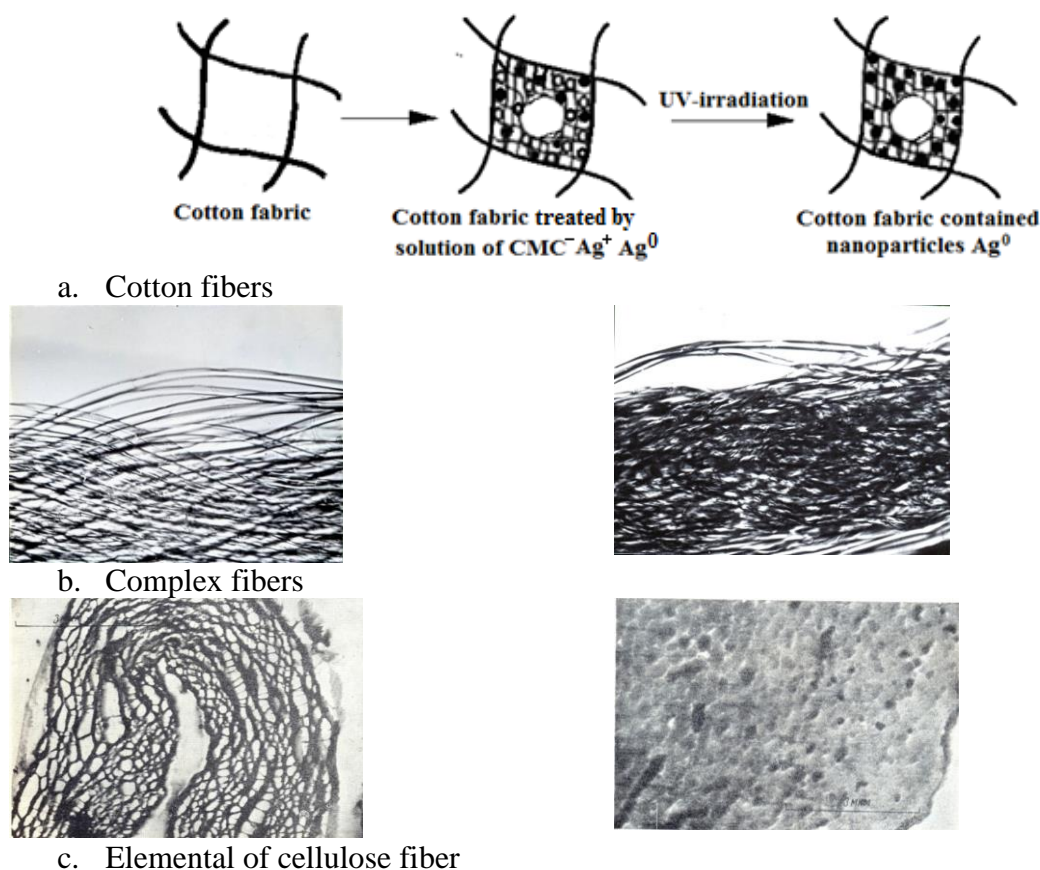 UV-irradiation
Cotton fabric
Cotton fabric treated by
solution of CMC⁻Ag⁺ Ag⁰
Cotton fabric contained
nanoparticles Ag⁰
a. Cotton fibers
b. Complex fibers
c. Elemental of cellulose fiber